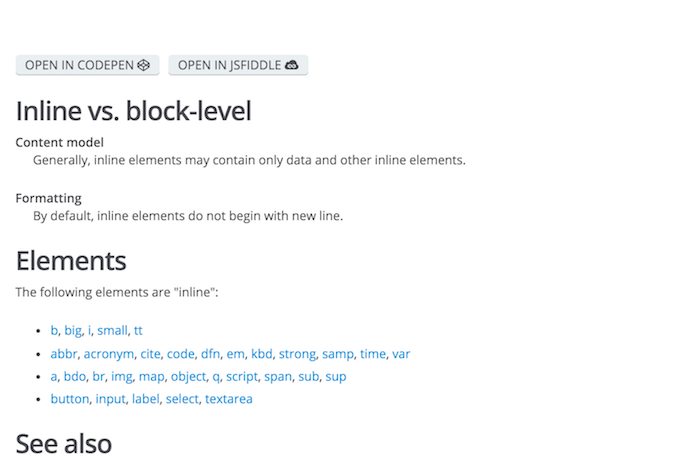 OPEN IN CODEPEN OPEN IN JSFIDDLE
Inline vs. block-level
Content model
Generally, inline elements may contain only data and other inline elements.
Formatting
By default, inline elements do not begin with new line.
Elements
The following elements are "inline":
• b, big, i, small, tt
• abbr, acronym, cite, code, dfn, em, kbd, strong, samp, time, var
• a, bdo, br, img, map, object, q, script, span, sub, sup
• button, input, label, select, textarea
See also